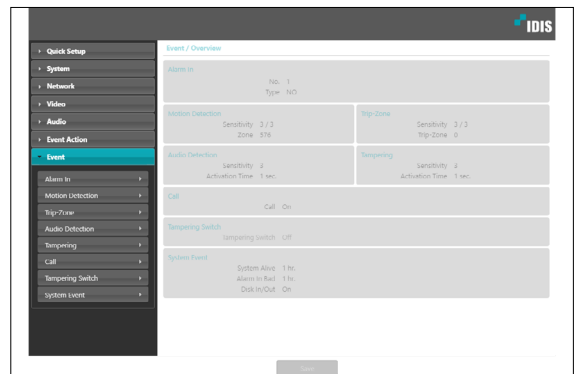 IDIS
Quick Setup
System
Network
Video
Audio
Event Action
Event
Alarm In
Motion Detection
Trip-Zone
Audio Detection
Tampering
Call
Tampering Switch
System Event
Event / Overview
Alarm In
No. 1
Type NO
Motion Detection
Sensitivity 3 / 3
Zone 576
Trip-Zone
Sensitivity 3 / 3
Trip-Zone 0
Audio Detection
Sensitivity 2
Activation Time 1 sec.
Tampering
Sensitivity 2
Activation Time 1 sec.
Call
Call On
Tampering Switch
Tampering Switch Off
System Event
System Alive 1 hr.
Alarm In Bad 1 hr.
Disk In/Out On
Save